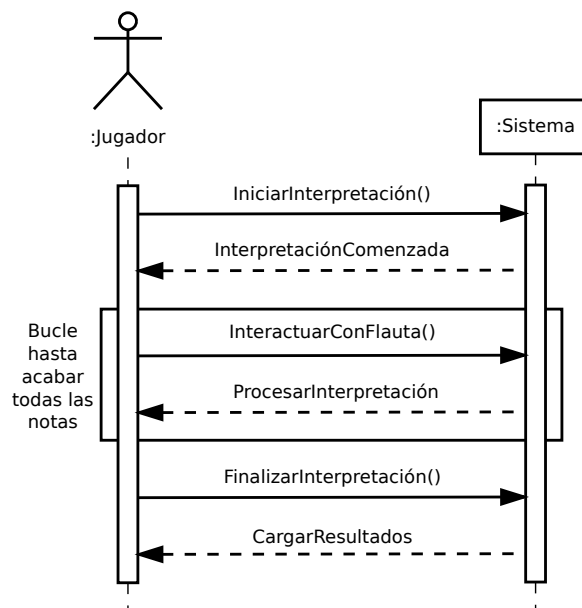 :Jugador
:Sistema
IniciarInterpretación()
InterpretaciónComenzada
Bucle
hasta
acabar
todas las
notas
InteractuarConFlauta()
ProcesarInterpretación
FinalizarInterpretación()
CargarResultados